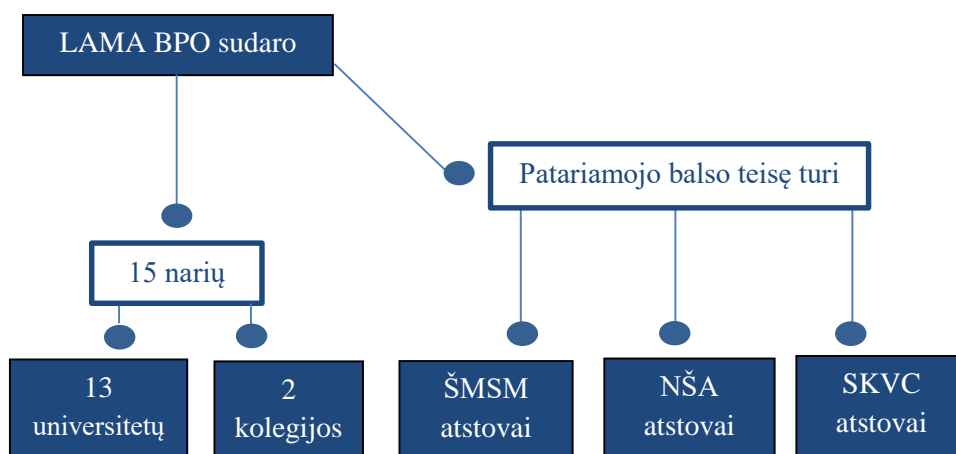 LAMA BPO sudaro
Patariamojo balso teisę turi
15 narių
13
universitetų
2
kolegijos
ŠMSM
atstovai
NŠA
atstovai
SKVC
atstovai